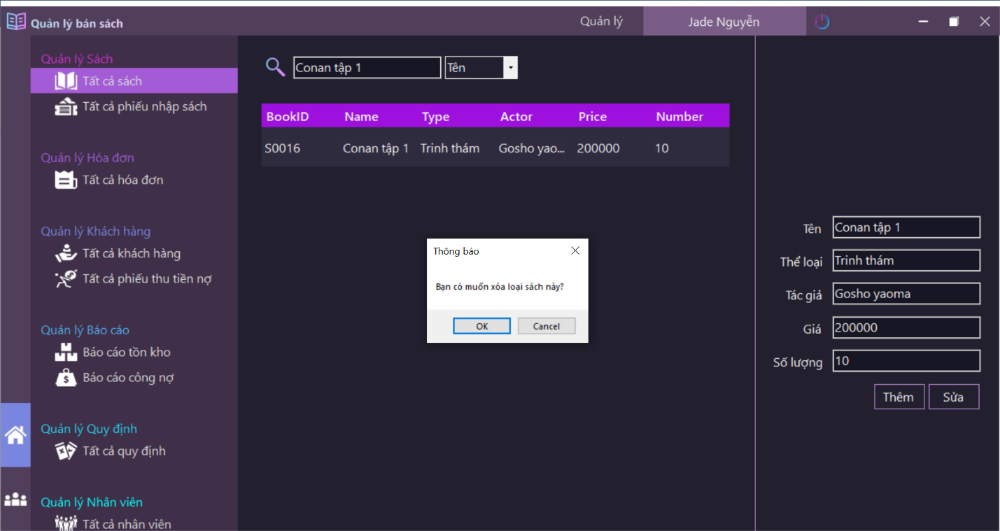 Quản lý bán sách
Quản lý
Jade Nguyễn
Quản lý Sách
Tất cả sách
Tất cả phiếu nhập sách
Quản lý Hóa đơn
Tất cả hóa đơn
Quản lý Khách hàng
Tất cả khách hàng
Tất cả phiếu thu tiền nợ
Quản lý Báo cáo
Báo cáo tồn kho
Báo cáo công nợ
Quản lý Quy định
Tất cả quy định
Quản lý Nhân viên
Tất cả nhân viên
Conan tập 1
Tên
BookID Name Type Actor Price Number
S0016 Conan tập 1 Trinh thám Gosho yao... 200000 10
Thông báo
Bạn có muốn xóa loại sách này?
OK Cancel
Tên Conan tập 1
Thể loại Trinh thám
Tác giả Gosho yaoma
Giá 200000
Số lượng 10
Thêm Sửa